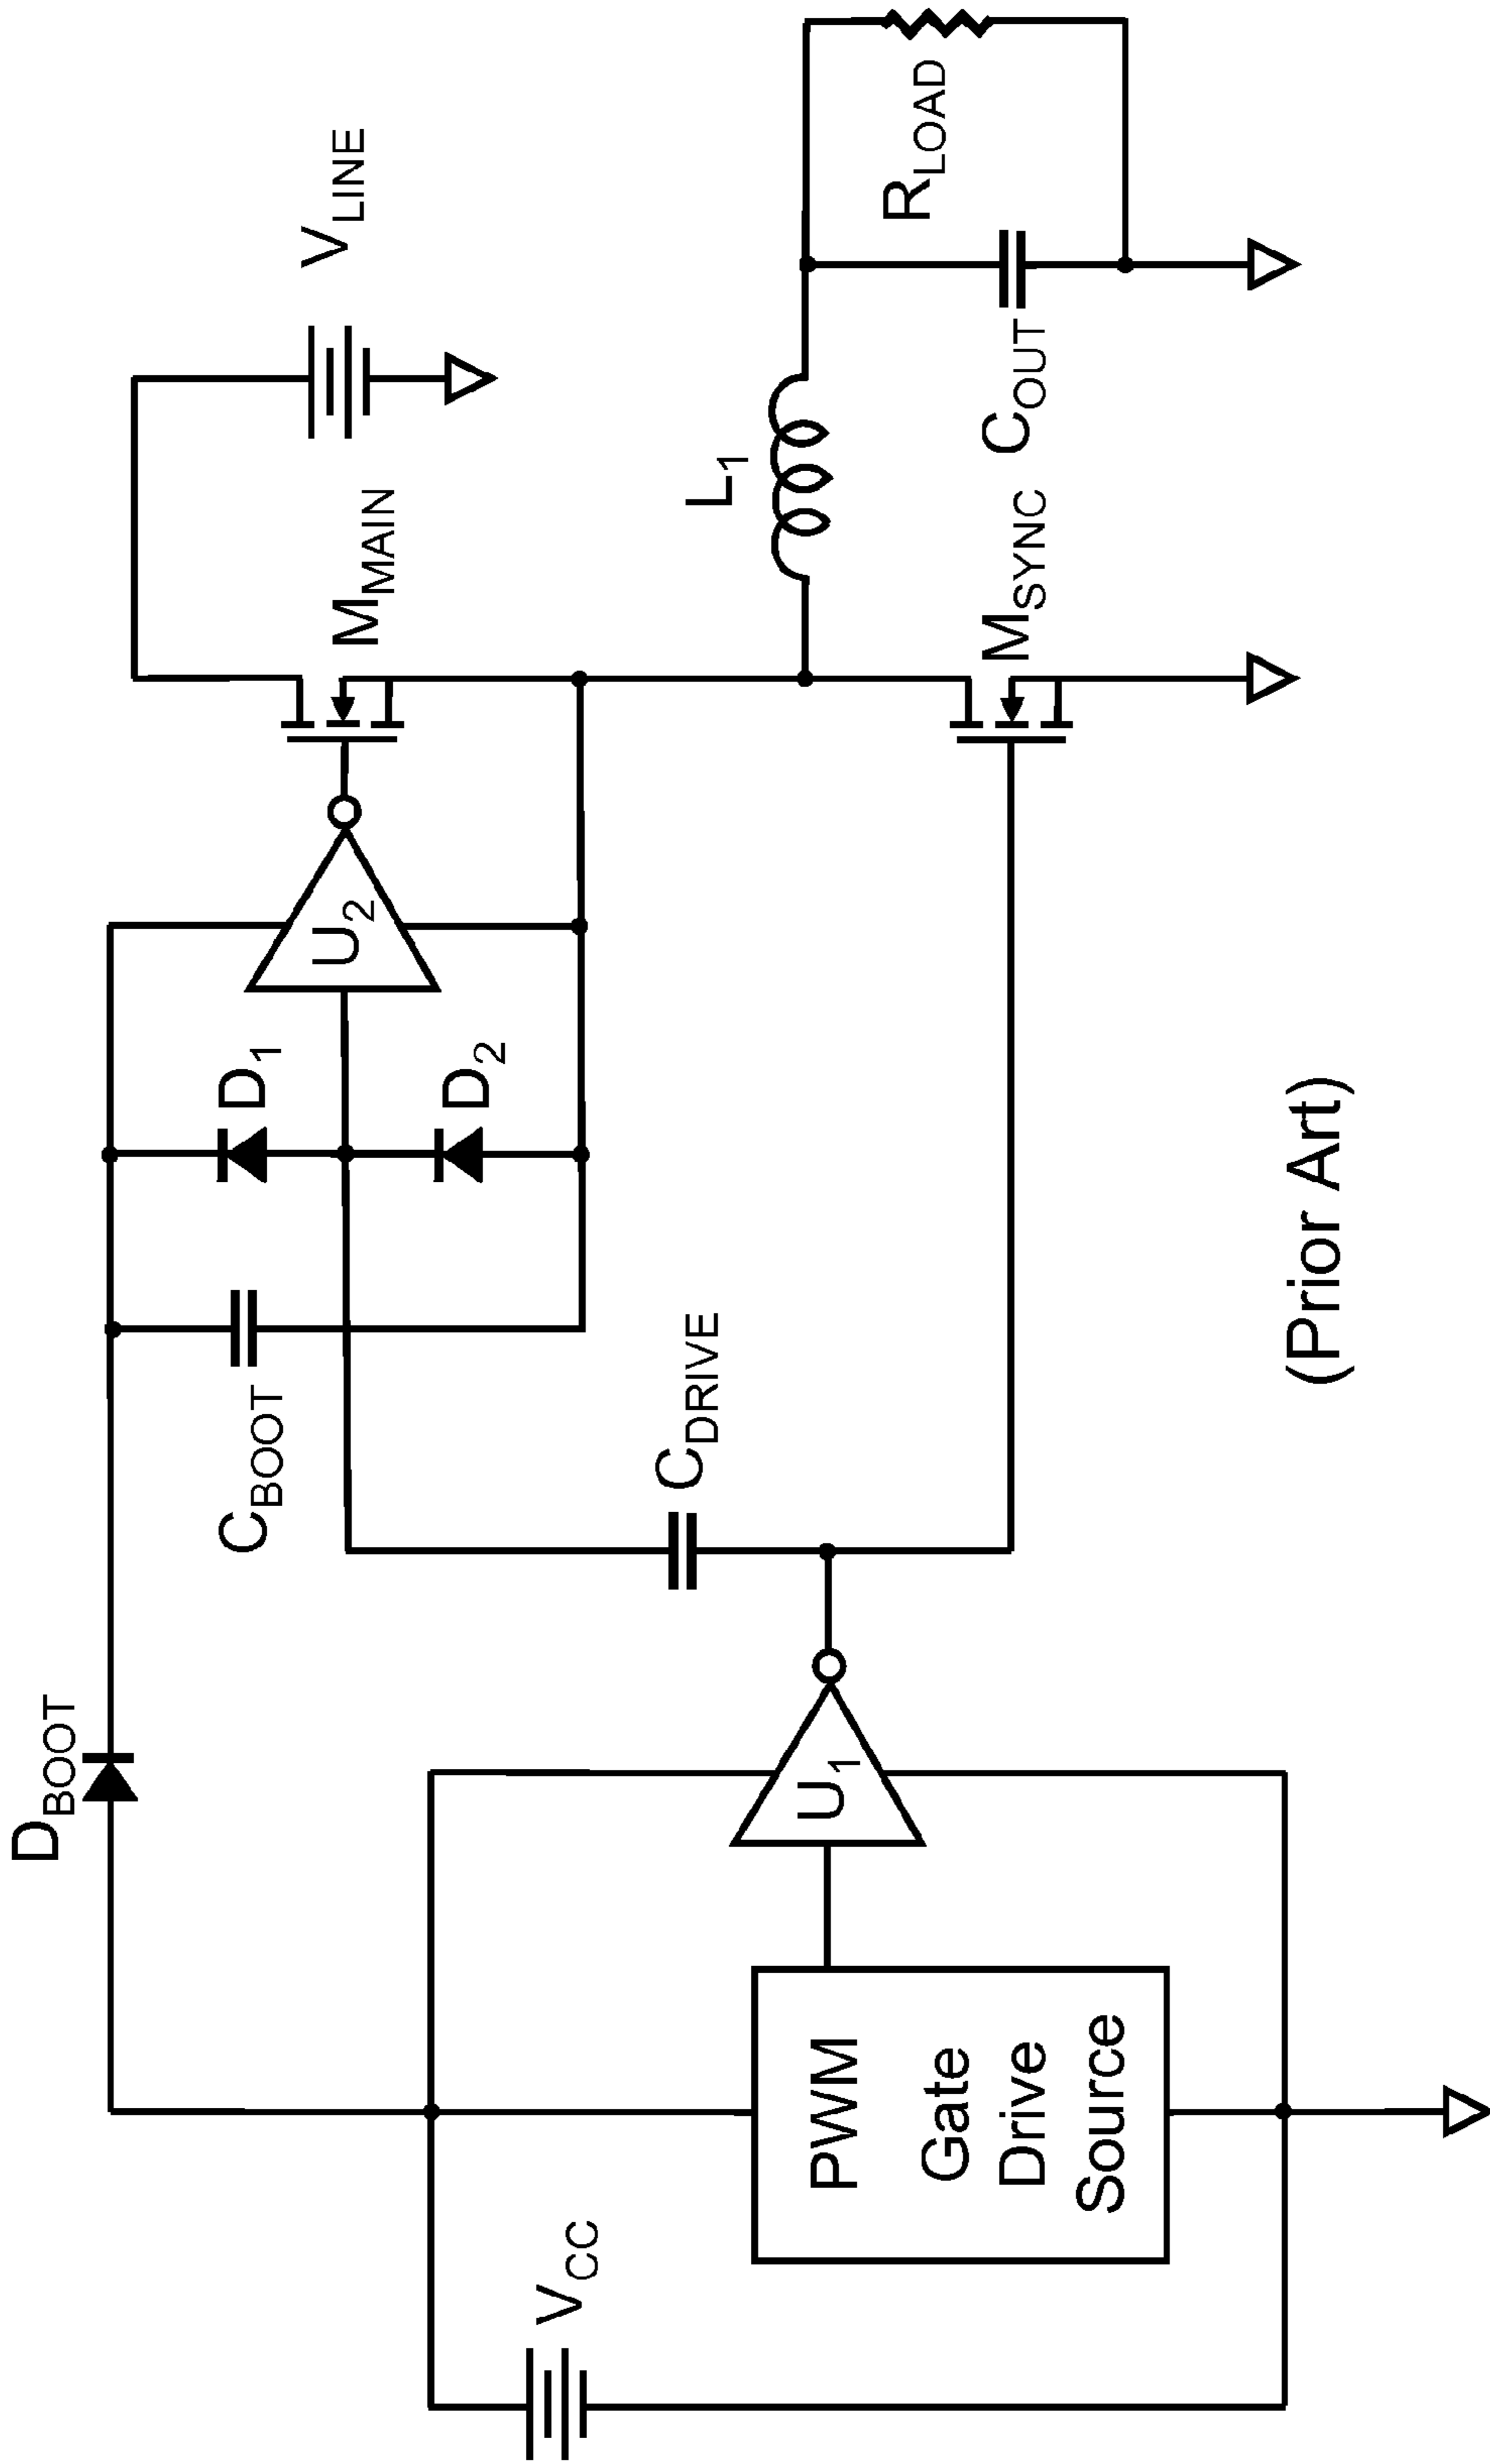 D_BOOT
C_BOOT
D_1
D_2
U_2
M_MAIN
V_LINE
V_CC
C_DRIVE
L_1
R_LOAD
U_1
PWM
Gate
Drive
Source
M_SYNC
C_OUT
(Prior Art)